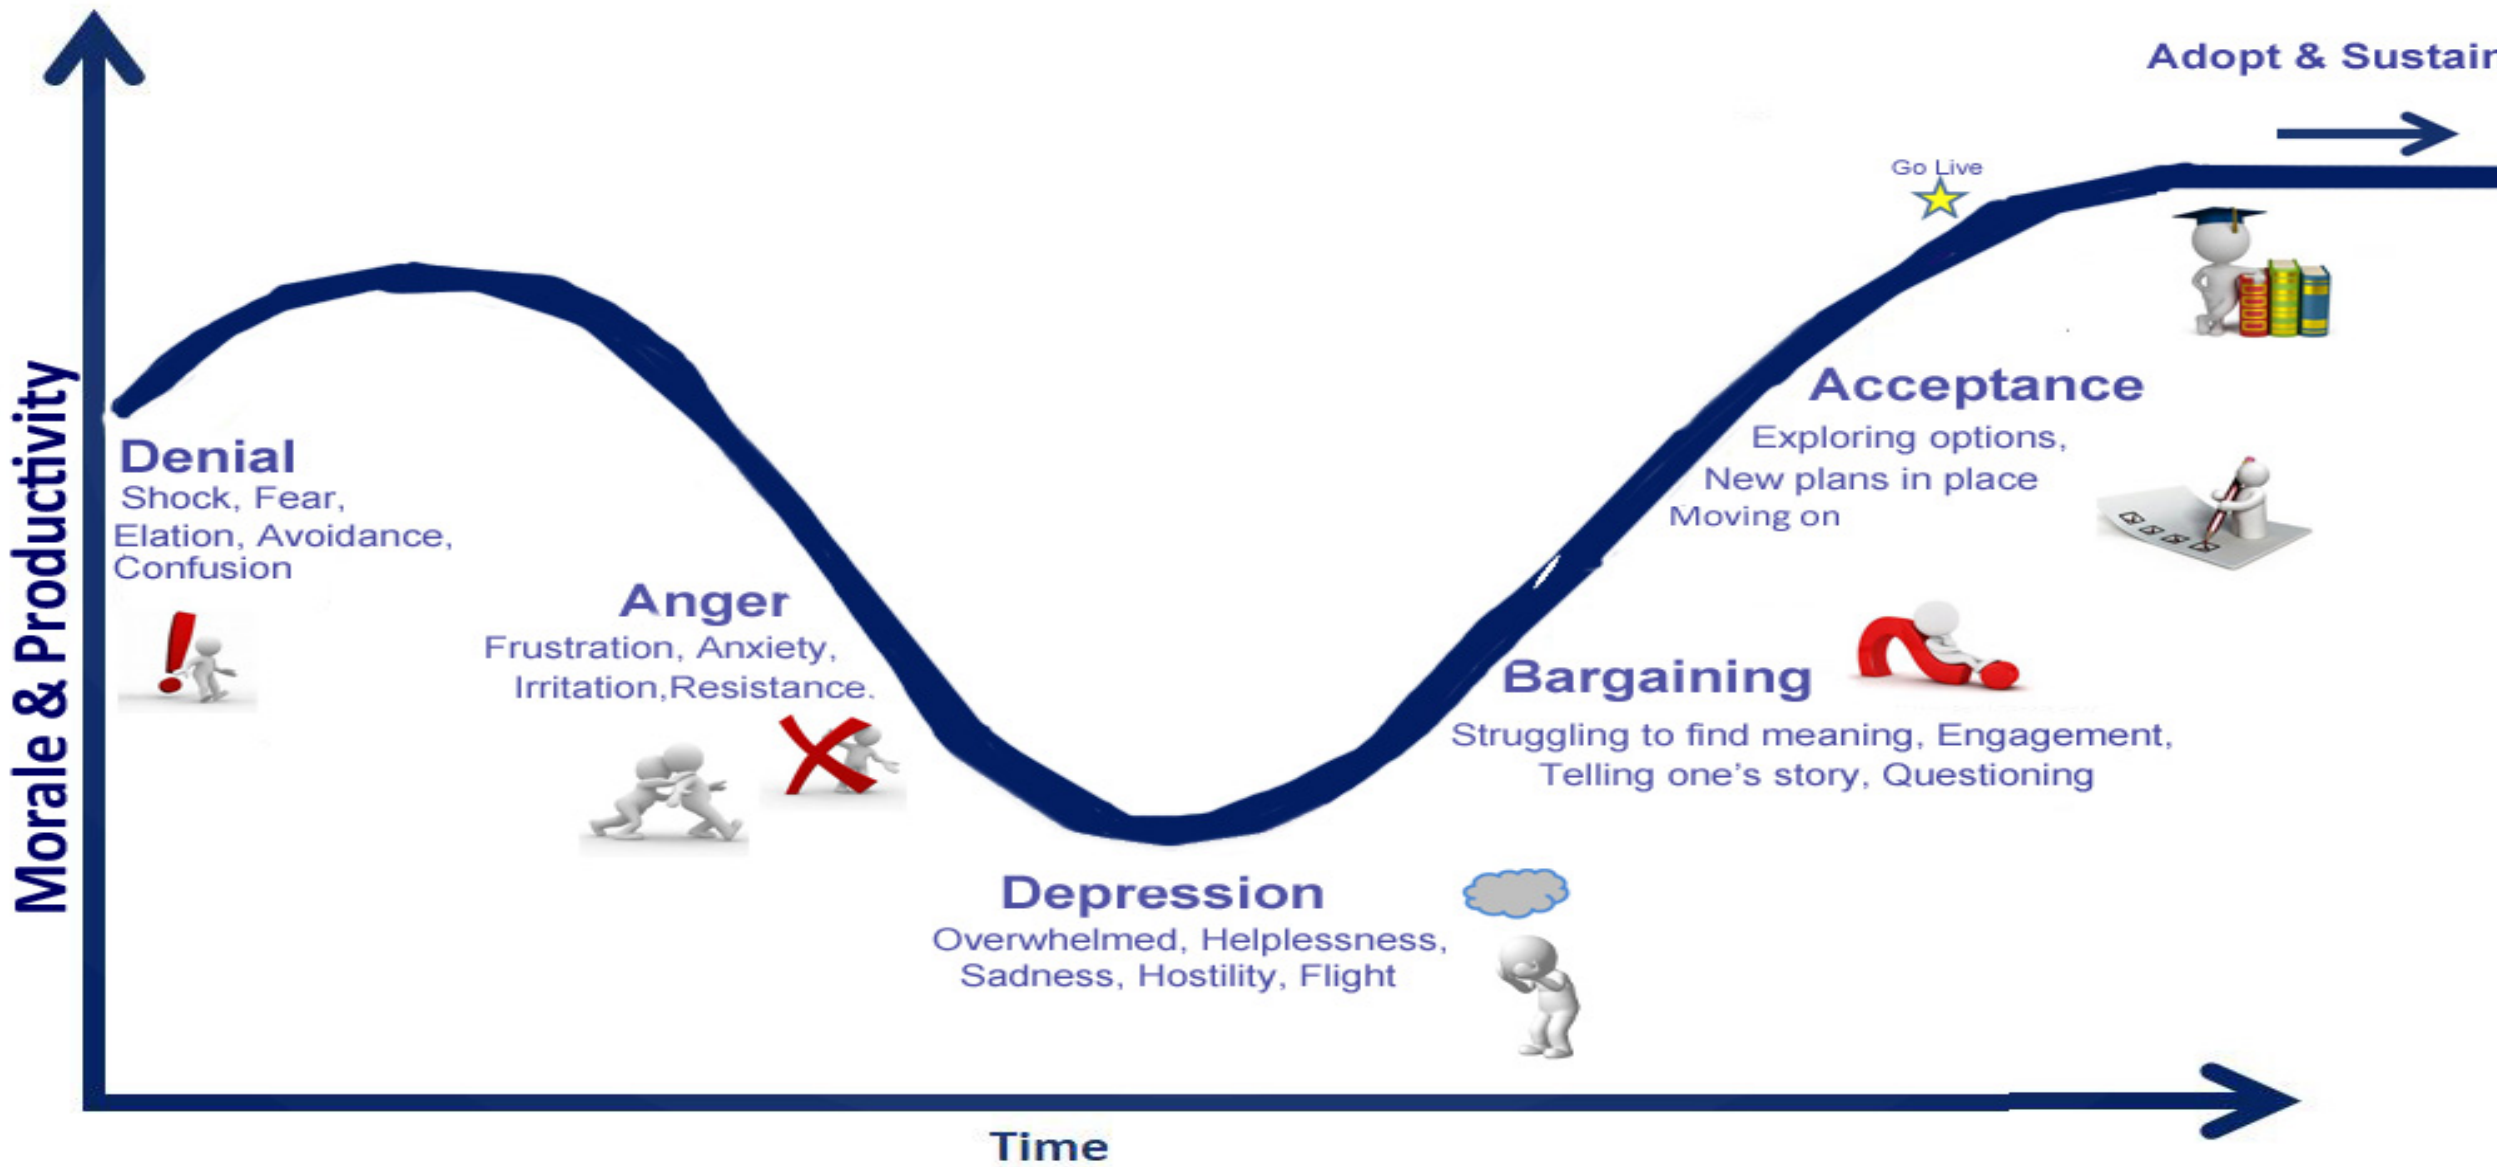 Adopt & Sustain
Go Live
Morale & Productivity
Denial
Shock, Fear,
Elation, Avoidance,
Confusion
Anger
Frustration, Anxiety,
Irritation,Resistance.
Depression
Overwhelmed, Helplessness,
Sadness, Hostility, Flight
Bargaining
Struggling to find meaning, Engagement,
Telling one’s story, Questioning
Acceptance
Exploring options,
New plans in place
Moving on
Time